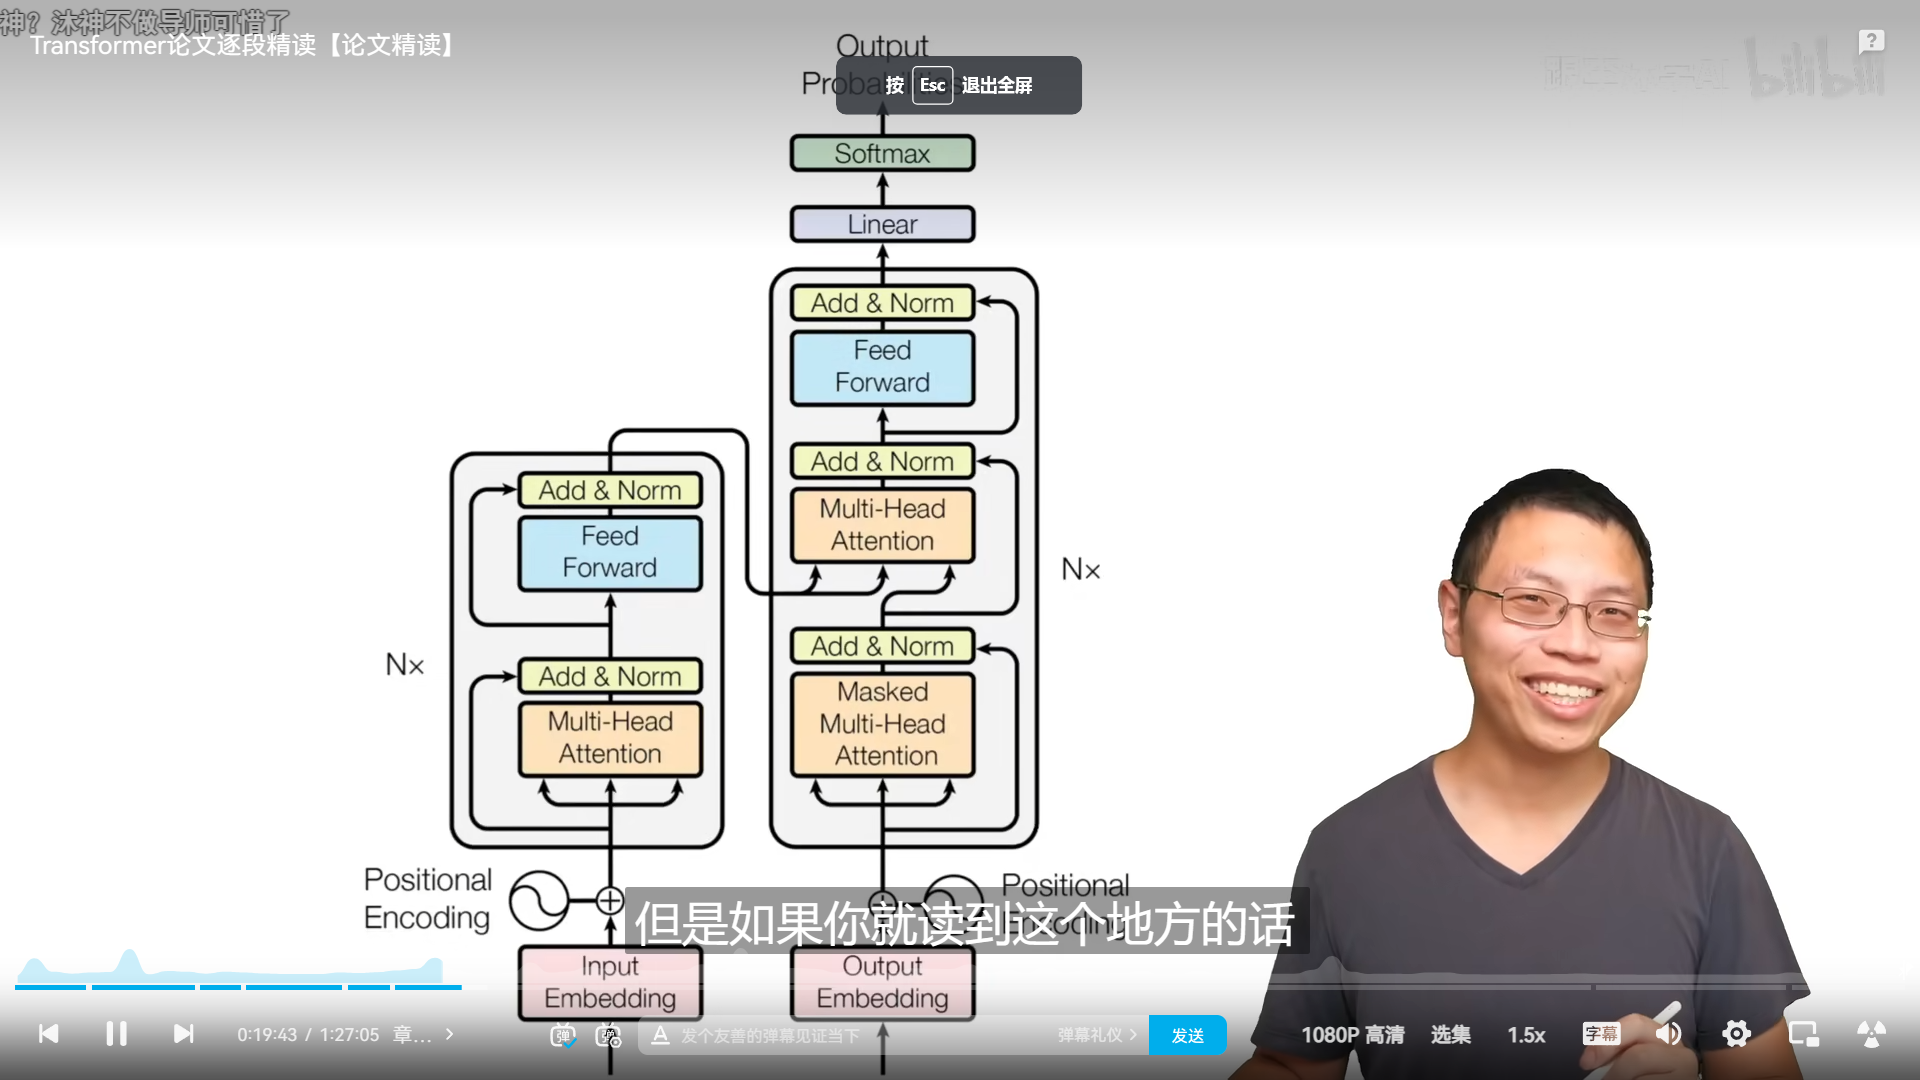 神？沐神不做导师可惜了
Transformer论文逐段精读【论文精读】
bilibili
Output
按 Esc 退出全屏
Softmax
Linear
Add & Norm
Feed
Forward
Add & Norm
Multi-Head
Attention
Nx
Add & Norm
Masked
Multi-Head
Attention
Add & Norm
Feed
Forward
Nx
Add & Norm
Multi-Head
Attention
Positional
Encoding
Positional
Encoding
但是如果你就读到这个地方的话
Input
Embedding
Output
Embedding
0:19:43 / 1:27:05 章... >
弹
弹
A 发个友善的弹幕见证当下
弹幕礼仪 >
发送
1080P 高清
选集
1.5x
字幕